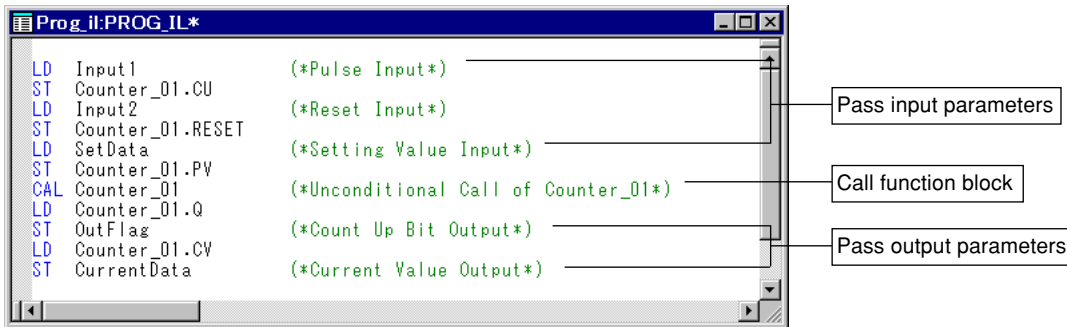 Prog_il:PROG_IL*
LD Input1 (*Pulse Input*)
ST Counter_01.CU
LD Input2 (*Reset Input*)
ST Counter_01.RESET
LD SetData (*Setting Value Input*)
ST Counter_01.PV
CAL Counter_01 (*Unconditional Call of Counter_01*)
LD Counter_01.Q
ST OutFlag (*Count Up Bit Output*)
LD Counter_01.CV
ST CurrentData (*Current Value Output*)
Pass input parameters
Call function block
Pass output parameters